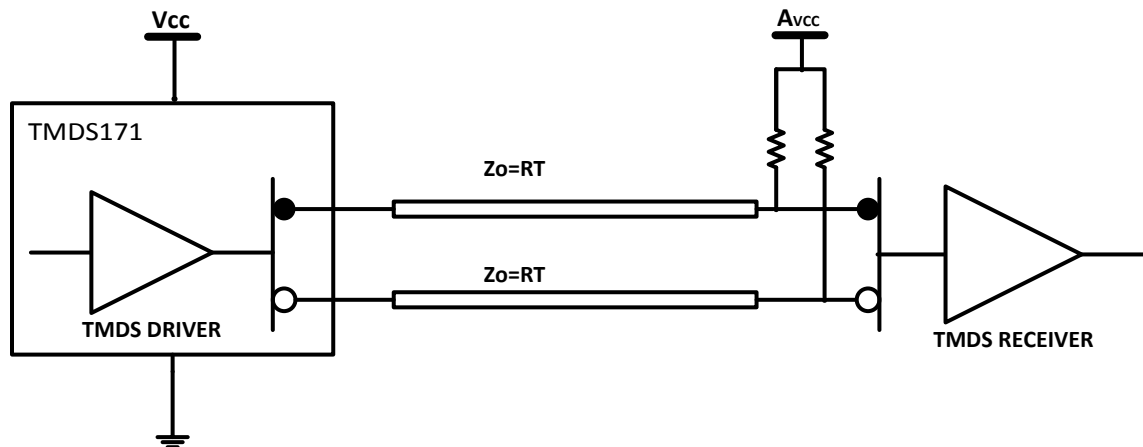 Vcc
AVCC
TMDS171
Zo=RT
Zo=RT
TMDS DRIVER
TMDS RECEIVER